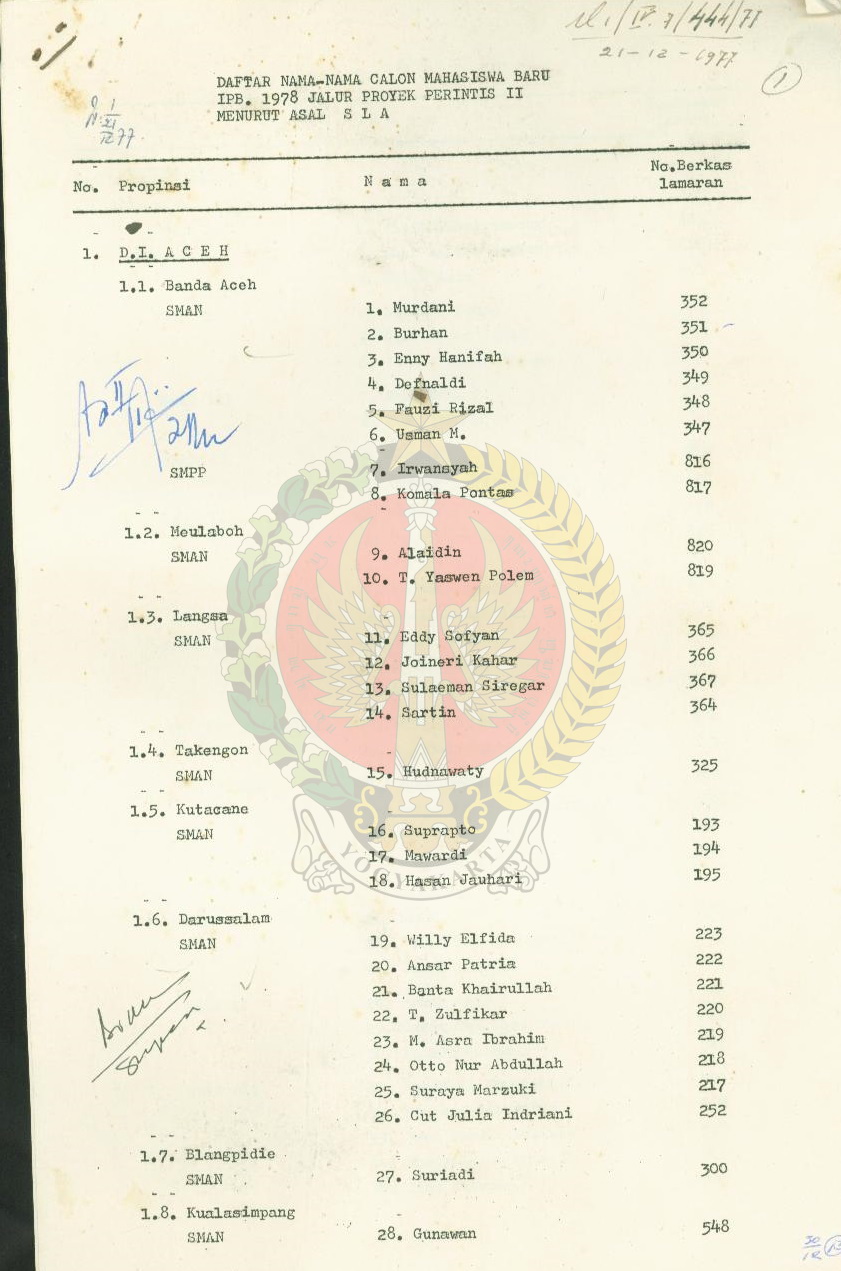 21-12-1977
1
DAFTAR NAMA-NAMA CALON MAHASISWA BARU
IPB. 1978 JALUR PROYEK PERINTIS II
MENURUT ASAL S L A
No. Propinsi N a m a No.Berkas lamaran
1. D.I. A C E H
1.1. Banda Aceh
SMAN 1. Murdani 352
2. Burhan 351
3. Enny Hanifah 350
4. Defnaldi 349
5. Fauzi Rizal 348
6. Usman M. 347
SMPP 7. Irwansyah 816
8. Komala Pontas 817
1.2. Meulaboh
SMAN 9. Alaidin 820
10. T. Yaswen Polem 819
1.3. Langsa
SMAN 11. Eddy Sofyan 365
12. Joineri Kahar 366
13. Sulaeman Siregar 367
14. Sartin 364
1.4. Takengon
SMAN 15. Hudnawaty 325
1.5. Kutacane
SMAN 16. Suprapto 193
17. Mawardi 194
18. Hasan Jauhari 195
YOGYAKARTA
1.6. Darussalam
SMAN 19. Willy Elfida 223
20. Ansar Patria 222
21. Banta Khairullah 221
22. T. Zulfikar 220
23. M. Asra Ibrahim 219
24. Otto Nur Abdullah 218
25. Suraya Marzuki 217
26. Cut Julia Indriani 252
1.7. Blangpidie
SMAN 27. Suriadi 300
1.8. Kualasimpang
SMAN 28. Gunawan 548